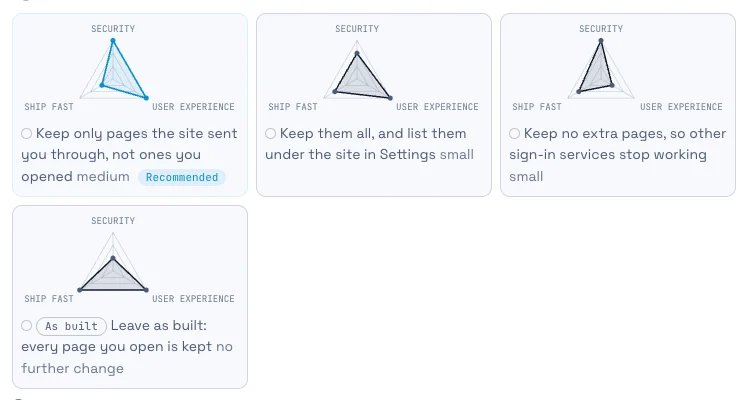 SECURITY
SHIP FAST
USER EXPERIENCE
Keep only pages the site sent
you through, not ones you
opened medium Recommended
SECURITY
SHIP FAST
USER EXPERIENCE
Keep them all, and list them
under the site in Settings small
SECURITY
SHIP FAST
USER EXPERIENCE
Keep no extra pages, so other
sign-in services stop working
small
SECURITY
SHIP FAST
USER EXPERIENCE
As built Leave as built:
every page you open is kept no
further change